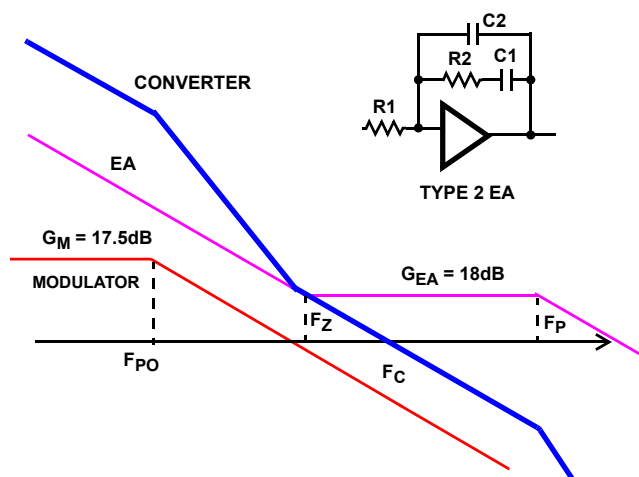 C2
R2
C1
R1
TYPE 2 EA
CONVERTER
EA
G_M = 17.5dB
MODULATOR
G_EA = 18dB
F_Z
F_P
F_PO
F_C